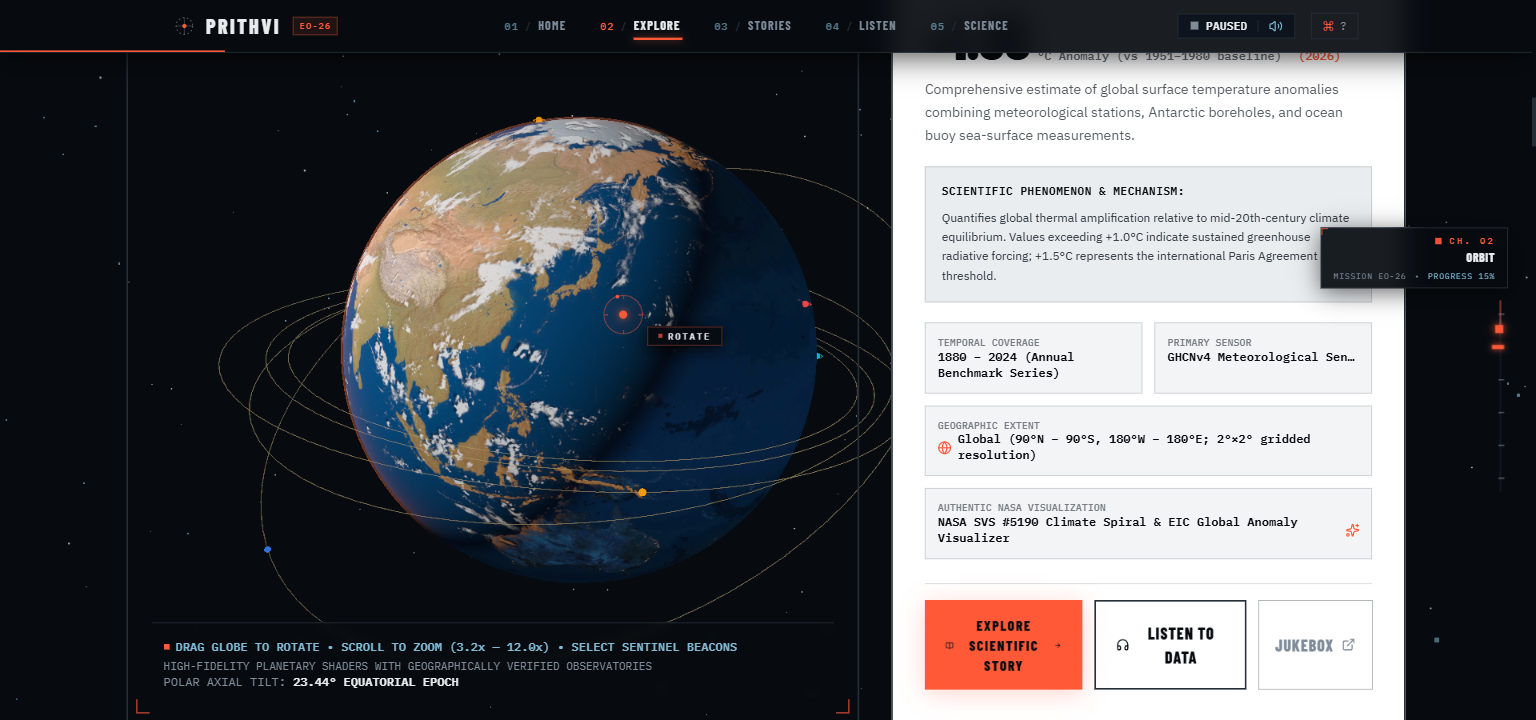 PRITHVI
EO-26
01 / HOME
02 / EXPLORE
03 / STORIES
04 / LISTEN
05 / SCIENCE
PAUSED
⌘ ?
°C Anomaly (vs 1951–1980 baseline) (2026)
Comprehensive estimate of global surface temperature anomalies
combining meteorological stations, Antarctic boreholes, and ocean
buoy sea-surface measurements.
SCIENTIFIC PHENOMENON & MECHANISM:
Quantifies global thermal amplification relative to mid-20th-century climate
equilibrium. Values exceeding +1.0°C indicate sustained greenhouse
radiative forcing; +1.5°C represents the international Paris Agreement
threshold.
CH. 02
ORBIT
MISSION EO-26 • PROGRESS 15%
ROTATE
TEMPORAL COVERAGE
1880 – 2024 (Annual
Benchmark Series)
PRIMARY SENSOR
GHCNv4 Meteorological Sen…
GEOGRAPHIC EXTENT
Global (90°N – 90°S, 180°W – 180°E; 2°×2° gridded
resolution)
AUTHENTIC NASA VISUALIZATION
NASA SVS #5190 Climate Spiral & EIC Global Anomaly
Visualizer
EXPLORE
SCIENTIFIC
STORY
→
LISTEN TO
DATA
JUKEBOX
DRAG GLOBE TO ROTATE • SCROLL TO ZOOM (3.2x – 12.0x) • SELECT SENTINEL BEACONS
HIGH-FIDELITY PLANETARY SHADERS WITH GEOGRAPHICALLY VERIFIED OBSERVATORIES
POLAR AXIAL TILT: 23.44° EQUATORIAL EPOCH